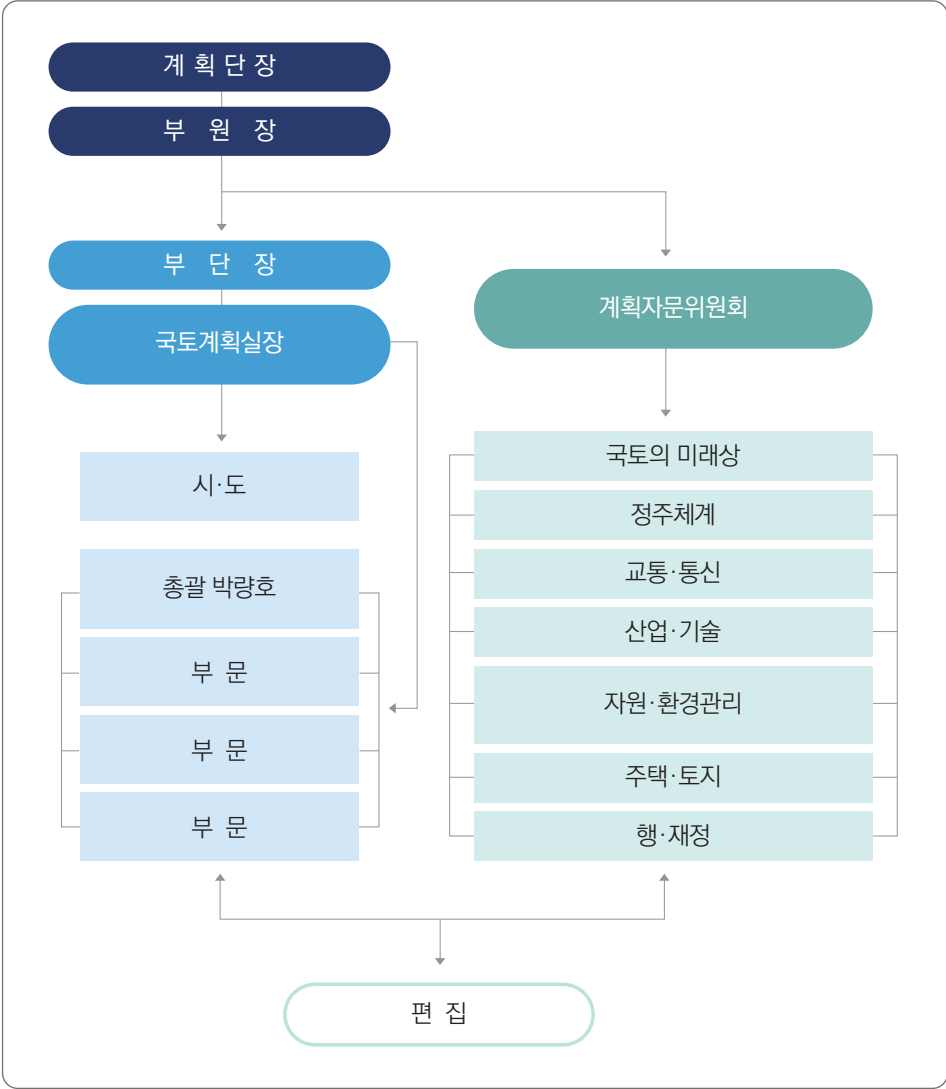 계 획 단 장
부 원 장
부 단 장
국토계획실장
시·도
총괄 박량호
부 문
부 문
부 문
계획자문위원회
국토의 미래상
정주체계
교통·통신
산업·기술
자원·환경관리
주택·토지
행·재정
편 집